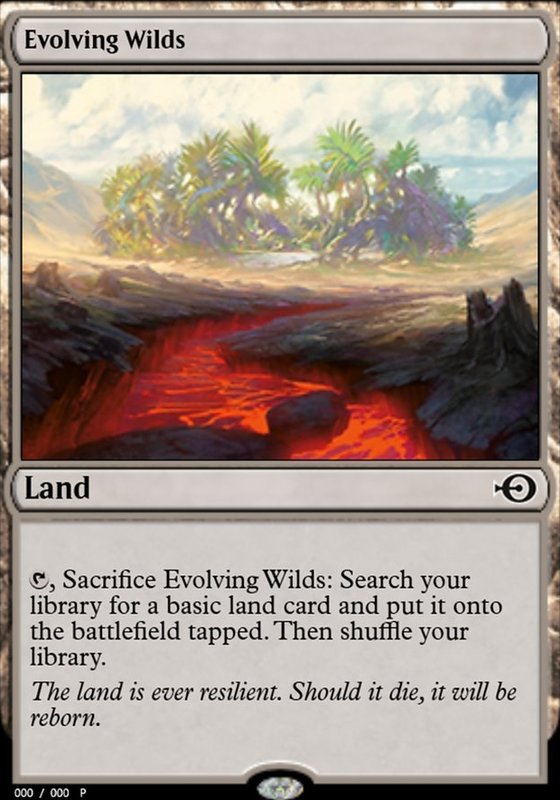 Evolving Wilds
Land
, Sacrifice Evolving Wilds: Search your
library for a basic land card and put it onto
the battlefield tapped. Then shuffle your
library.
The land is ever resilient. Should it die, it will be
reborn.
000 / 000 P